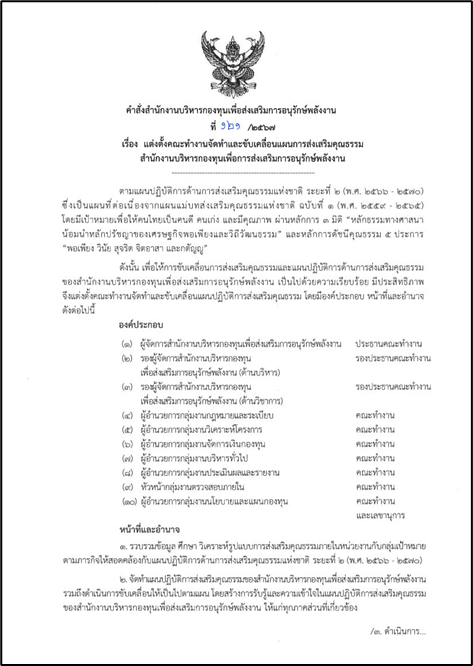 คำสั่งสำนักงานบริหารกองทุนเพื่อส่งเสริมการอนุรักษ์พลังงาน
ที่ ๑๒๑ /๒๕๖๗
เรื่อง แต่งตั้งคณะทำงานจัดทำและขับเคลื่อนแผนการส่งเสริมคุณธรรม
สำนักงานบริหารกองทุนเพื่อการส่งเสริมการอนุรักษ์พลังงาน
ตามแผนปฏิบัติการด้านการส่งเสริมคุณธรรมแห่งชาติ ระยะที่ ๒ (พ.ศ. ๒๕๖๖ - ๒๕๗๐)
ซึ่งเป็นแผนที่ต่อเนื่องจากแผนแม่บทส่งเสริมคุณธรรมแห่งชาติ ฉบับที่ ๑ (พ.ศ. ๒๕๕๙ - ๒๕๖๕)
โดยมีเป้าหมายเพื่อให้คนไทยเป็นคนดี คนเก่ง และมีคุณภาพ ผ่านหลักการ ๓ มิติ "หลักธรรมทางศาสนา
น้อมนำหลักปรัชญาของเศรษฐกิจพอเพียงและวิถีวัฒนธรรม" และหลักการดัชนีคุณธรรม ๕ ประการ
"พอเพียง วินัย สุจริต จิตอาสา และกตัญญู"
ดังนั้น เพื่อให้การขับเคลื่อนการส่งเสริมคุณธรรมและแผนปฏิบัติการด้านการส่งเสริมคุณธรรม
ของสำนักงานบริหารกองทุนเพื่อส่งเสริมการอนุรักษ์พลังงาน เป็นไปด้วยความเรียบร้อย มีประสิทธิภาพ
จึงแต่งตั้งคณะทำงานจัดทำและขับเคลื่อนแผนปฏิบัติการส่งเสริมคุณธรรม โดยมีองค์ประกอบ หน้าที่และอำนาจ
ดังต่อไปนี้
องค์ประกอบ
(๑) ผู้จัดการสำนักงานบริหารกองทุนเพื่อส่งเสริมการอนุรักษ์พลังงาน ประธานคณะทำงาน
(๒) รองผู้จัดการสำนักงานบริหารกองทุน รองประธานคณะทำงาน
เพื่อส่งเสริมการอนุรักษ์พลังงาน (ด้านบริหาร)
(๓) รองผู้จัดการสำนักงานบริหารกองทุน รองประธานคณะทำงาน
เพื่อส่งเสริมการอนุรักษ์พลังงาน (ด้านวิชาการ)
(๔) ผู้อำนวยการกลุ่มงานกฎหมายและระเบียบ คณะทำงาน
(๕) ผู้อำนวยการกลุ่มงานวิเคราะห์โครงการ คณะทำงาน
(๖) ผู้อำนวยการกลุ่มงานจัดการเงินกองทุน คณะทำงาน
(๗) ผู้อำนวยการกลุ่มงานบริหารทั่วไป คณะทำงาน
(๘) ผู้อำนวยการกลุ่มงานประเมินผลและรายงาน คณะทำงาน
(๙) หัวหน้ากลุ่มงานตรวจสอบภายใน คณะทำงาน
(๑๐) ผู้อำนวยการกลุ่มงานนโยบายและแผนกองทุน คณะทำงาน
และเลขานุการ
หน้าที่และอำนาจ
๑. รวบรวมข้อมูล ศึกษา วิเคราะห์รูปแบบการส่งเสริมคุณธรรมภายในหน่วยงานกับกลุ่มเป้าหมาย
ตามภารกิจให้สอดคล้องกับแผนปฏิบัติการด้านการส่งเสริมคุณธรรมแห่งชาติ ระยะที่ ๒ (พ.ศ. ๒๕๖๖ - ๒๕๗๐)
๒. จัดทำแผนปฏิบัติการส่งเสริมคุณธรรมของสำนักงานบริหารกองทุนเพื่อส่งเสริมการอนุรักษ์พลังงาน
รวมถึงดำเนินการขับเคลื่อนให้เป็นไปตามแผน โดยสร้างการรับรู้และความเข้าใจในแผนปฏิบัติการส่งเสริมคุณธรรม
ของสำนักงานบริหารกองทุนเพื่อส่งเสริมการอนุรักษ์พลังงาน ให้แก่ทุกภาคส่วนที่เกี่ยวข้อง
/๓. ดำเนินการ...